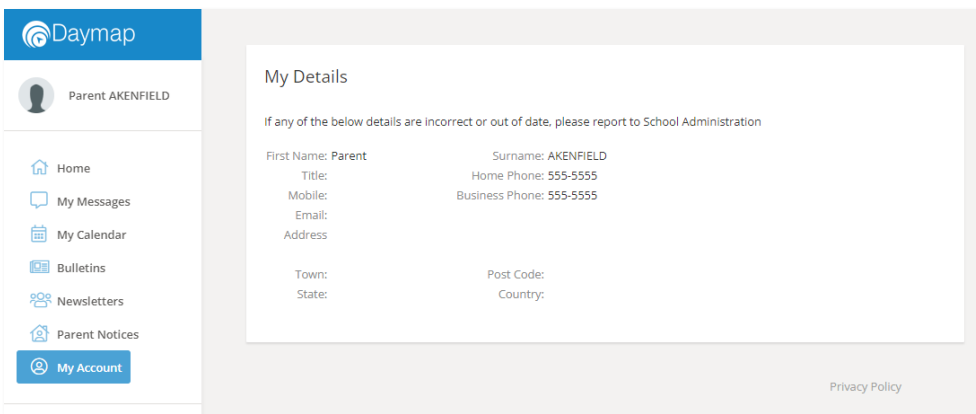 Daymap
Parent AKENFIELD
Home
My Messages
My Calendar
Bulletins
Newsletters
Parent Notices
My Account
My Details
If any of the below details are incorrect or out of date, please report to School Administration
First Name: Parent Surname: AKENFIELD
Title: Home Phone: 555-5555
Mobile: Business Phone: 555-5555
Email:
Address
Town: Post Code:
State: Country:
Privacy Policy